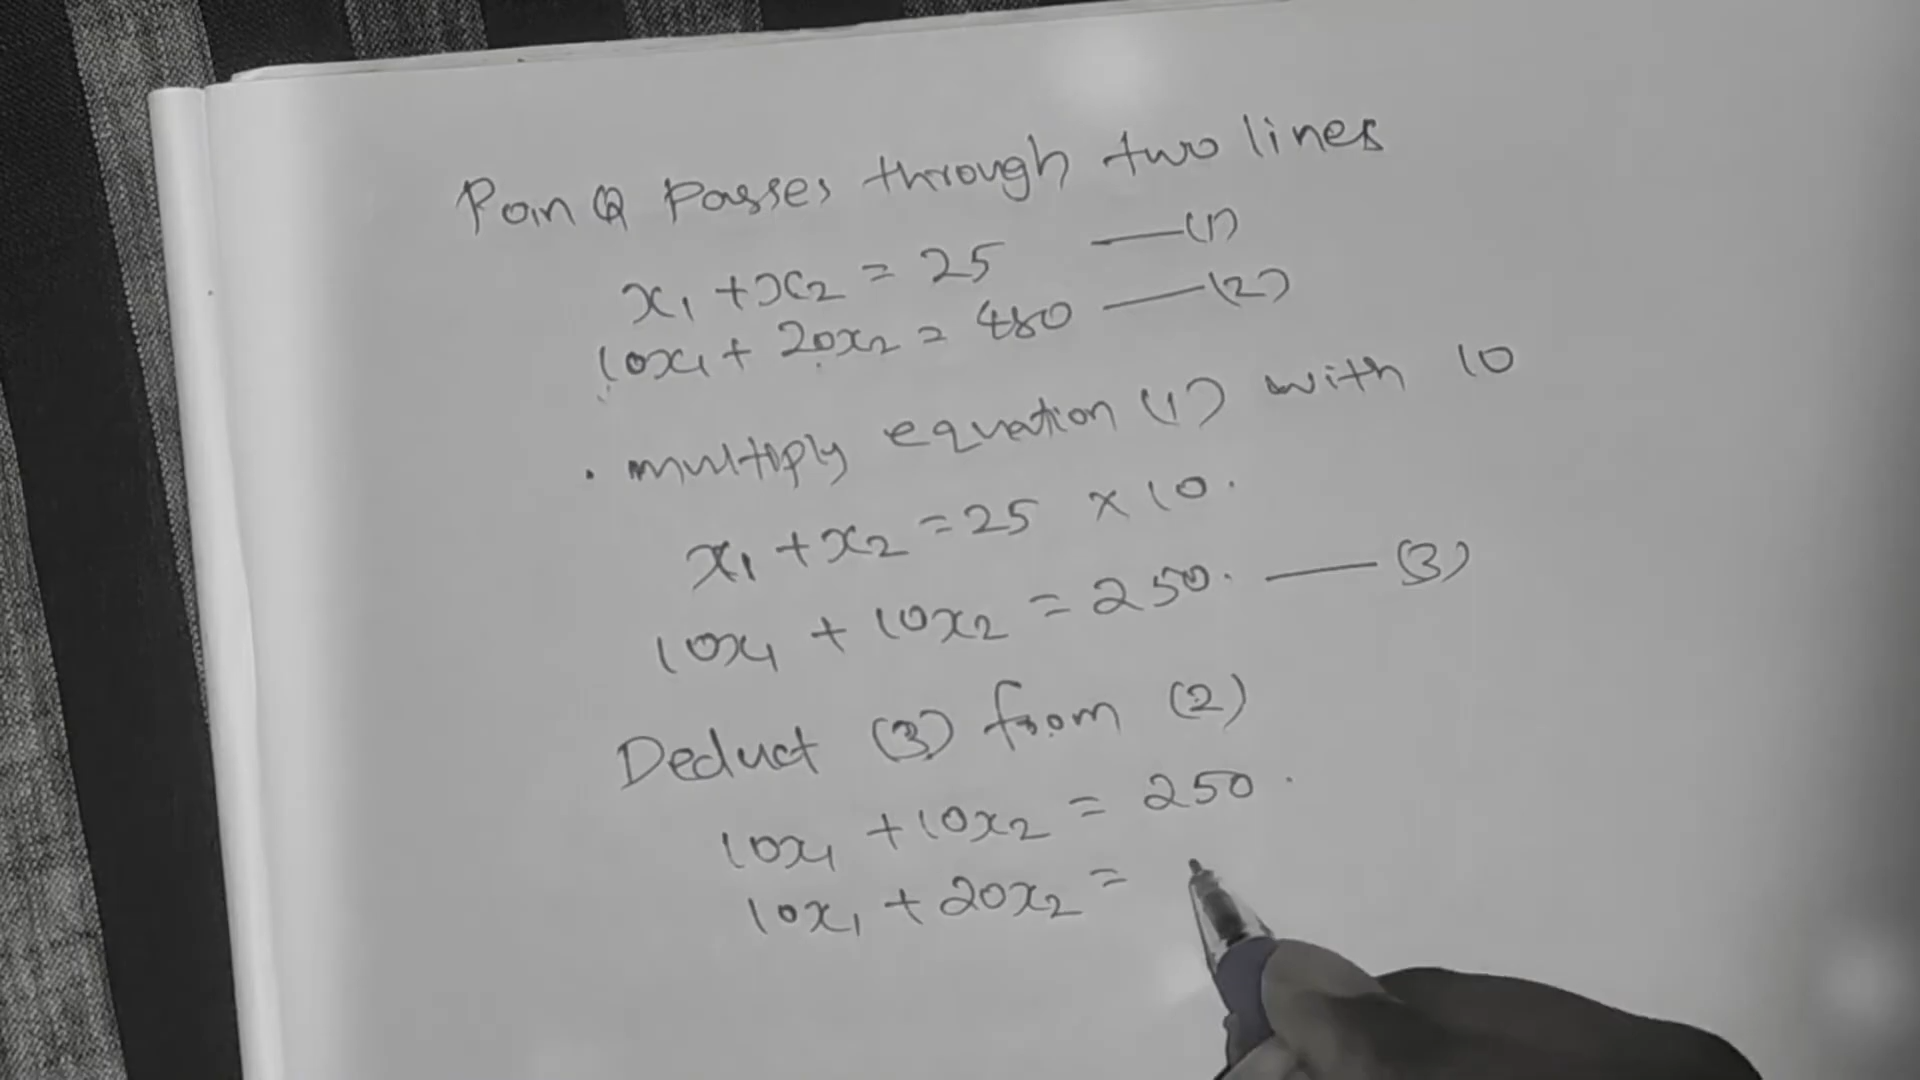 Poin Q Passes through two lines
x₁ + x₂ = 25 —— (1)
10x₁ + 20x₂ = 480 —— (2)
. multiply equation (1) with 10
x₁ + x₂ = 25 × 10.
10x₁ + 10x₂ = 250. —— (3)
Deduct (3) from (2)
10x₁ + 10x₂ = 250.
10x₁ + 20x₂ =